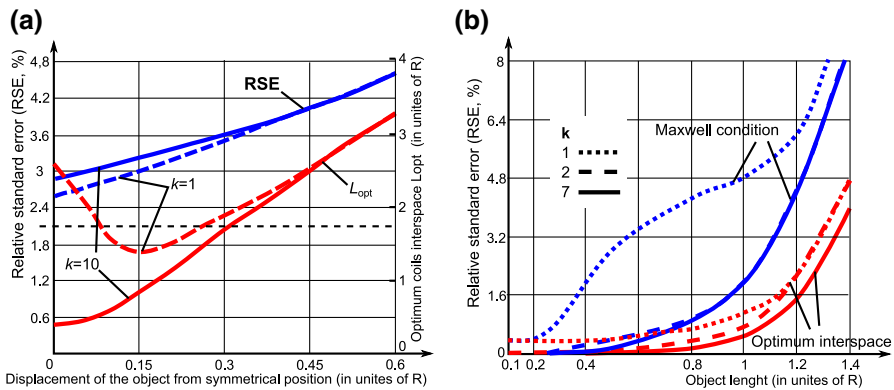 (a)
Relative standard error (RSE, %)
4.8
4.2
3.6
3
2.4
1.8
1.2
0.6
RSE
k=1
k=10
Lopt
4
3
2
1
0
Optimum coils interspace Lopt (in unites of R)
0
0.15
0.3
0.45
0.6
Displacement of the object from symmetrical position (in unites of R)
(b)
Relative standard error (RSE, %)
8
6.4
4.8
3.2
1.6
0
k
1
2
7
Maxwell condition
Optimum interspace
0.1
0.2
0.4
0.6
0.8
1
1.2
1.4
Object lenght (in unites of R)